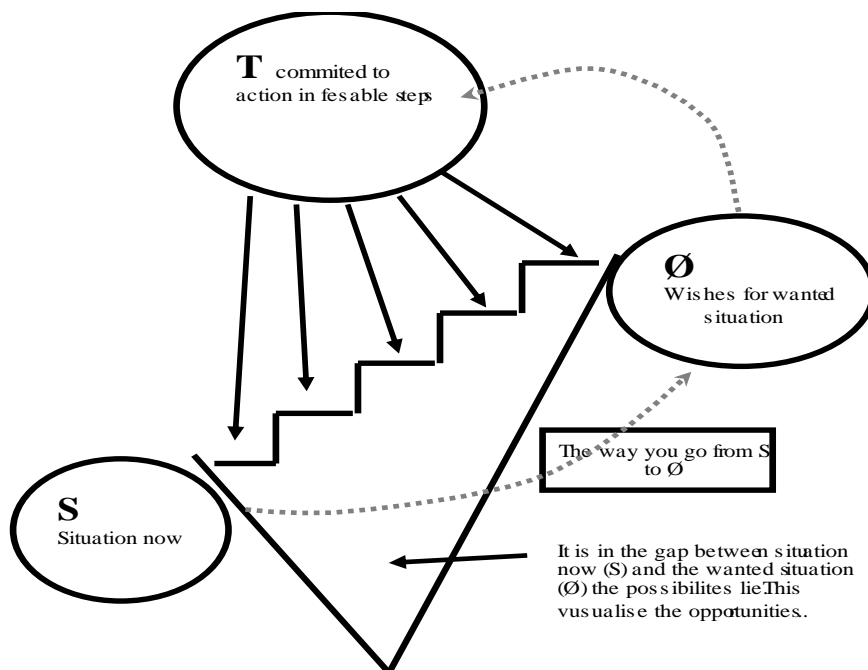 T commited to
action in fesable steps
Ø
Wishes for wanted
situation
S
Situation now
The way you go from S
to Ø
It is in the gap between situation
now (S) and the wanted situation
(Ø) the possibilites lie.This
vusualise the opportunities..